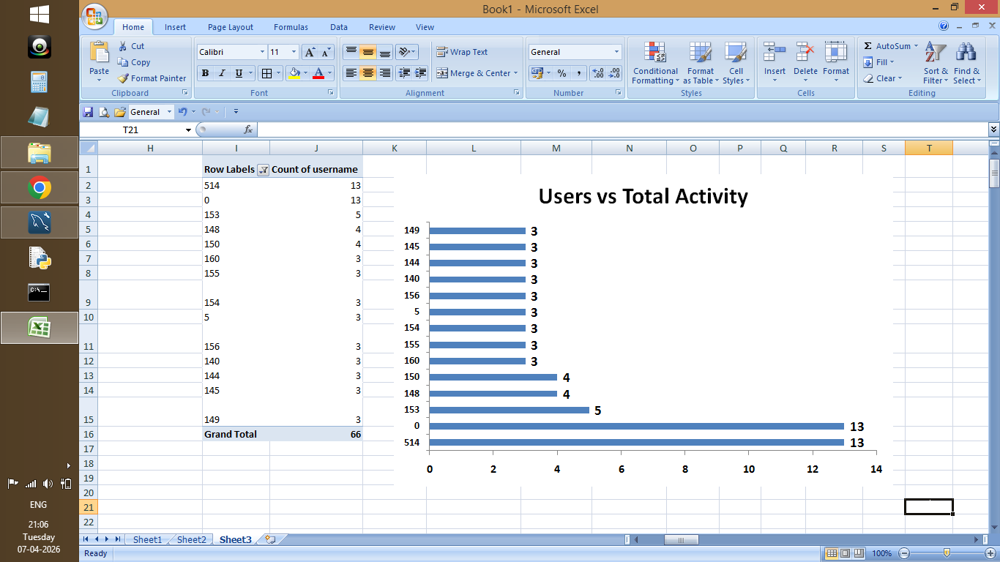 Book1 - Microsoft Excel
Home Insert Page Layout Formulas Data Review View
Paste
Cut
Copy
Format Painter
Clipboard
Calibri 11
B I U
Font
Wrap Text
Merge & Center
Alignment
General
% ,
Number
Conditional Formatting
Format as Table
Cell Styles
Styles
Insert Delete Format
Cells
AutoSum
Fill
Clear
Sort & Filter
Find & Select
Editing
General
T21
fx
H I J K L M N O P Q R S T
1 Row Labels Count of username
2 514 13
3 0 13
4 153 5
5 148 4
6 150 4
7 160 3
8 155 3
9 154 3
10 5 3
11 156 3
12 140 3
13 144 3
14 145 3
15 149 3
16 Grand Total 66
17
18
19
20
21
22
Users vs Total Activity
149 3
145 3
144 3
140 3
156 3
5 3
154 3
155 3
160 3
150 4
148 4
153 5
0 13
514 13
0 2 4 6 8 10 12 14
Sheet1 Sheet2 Sheet3
Ready
100%
C:\
ENG
21:06
Tuesday
07-04-2026